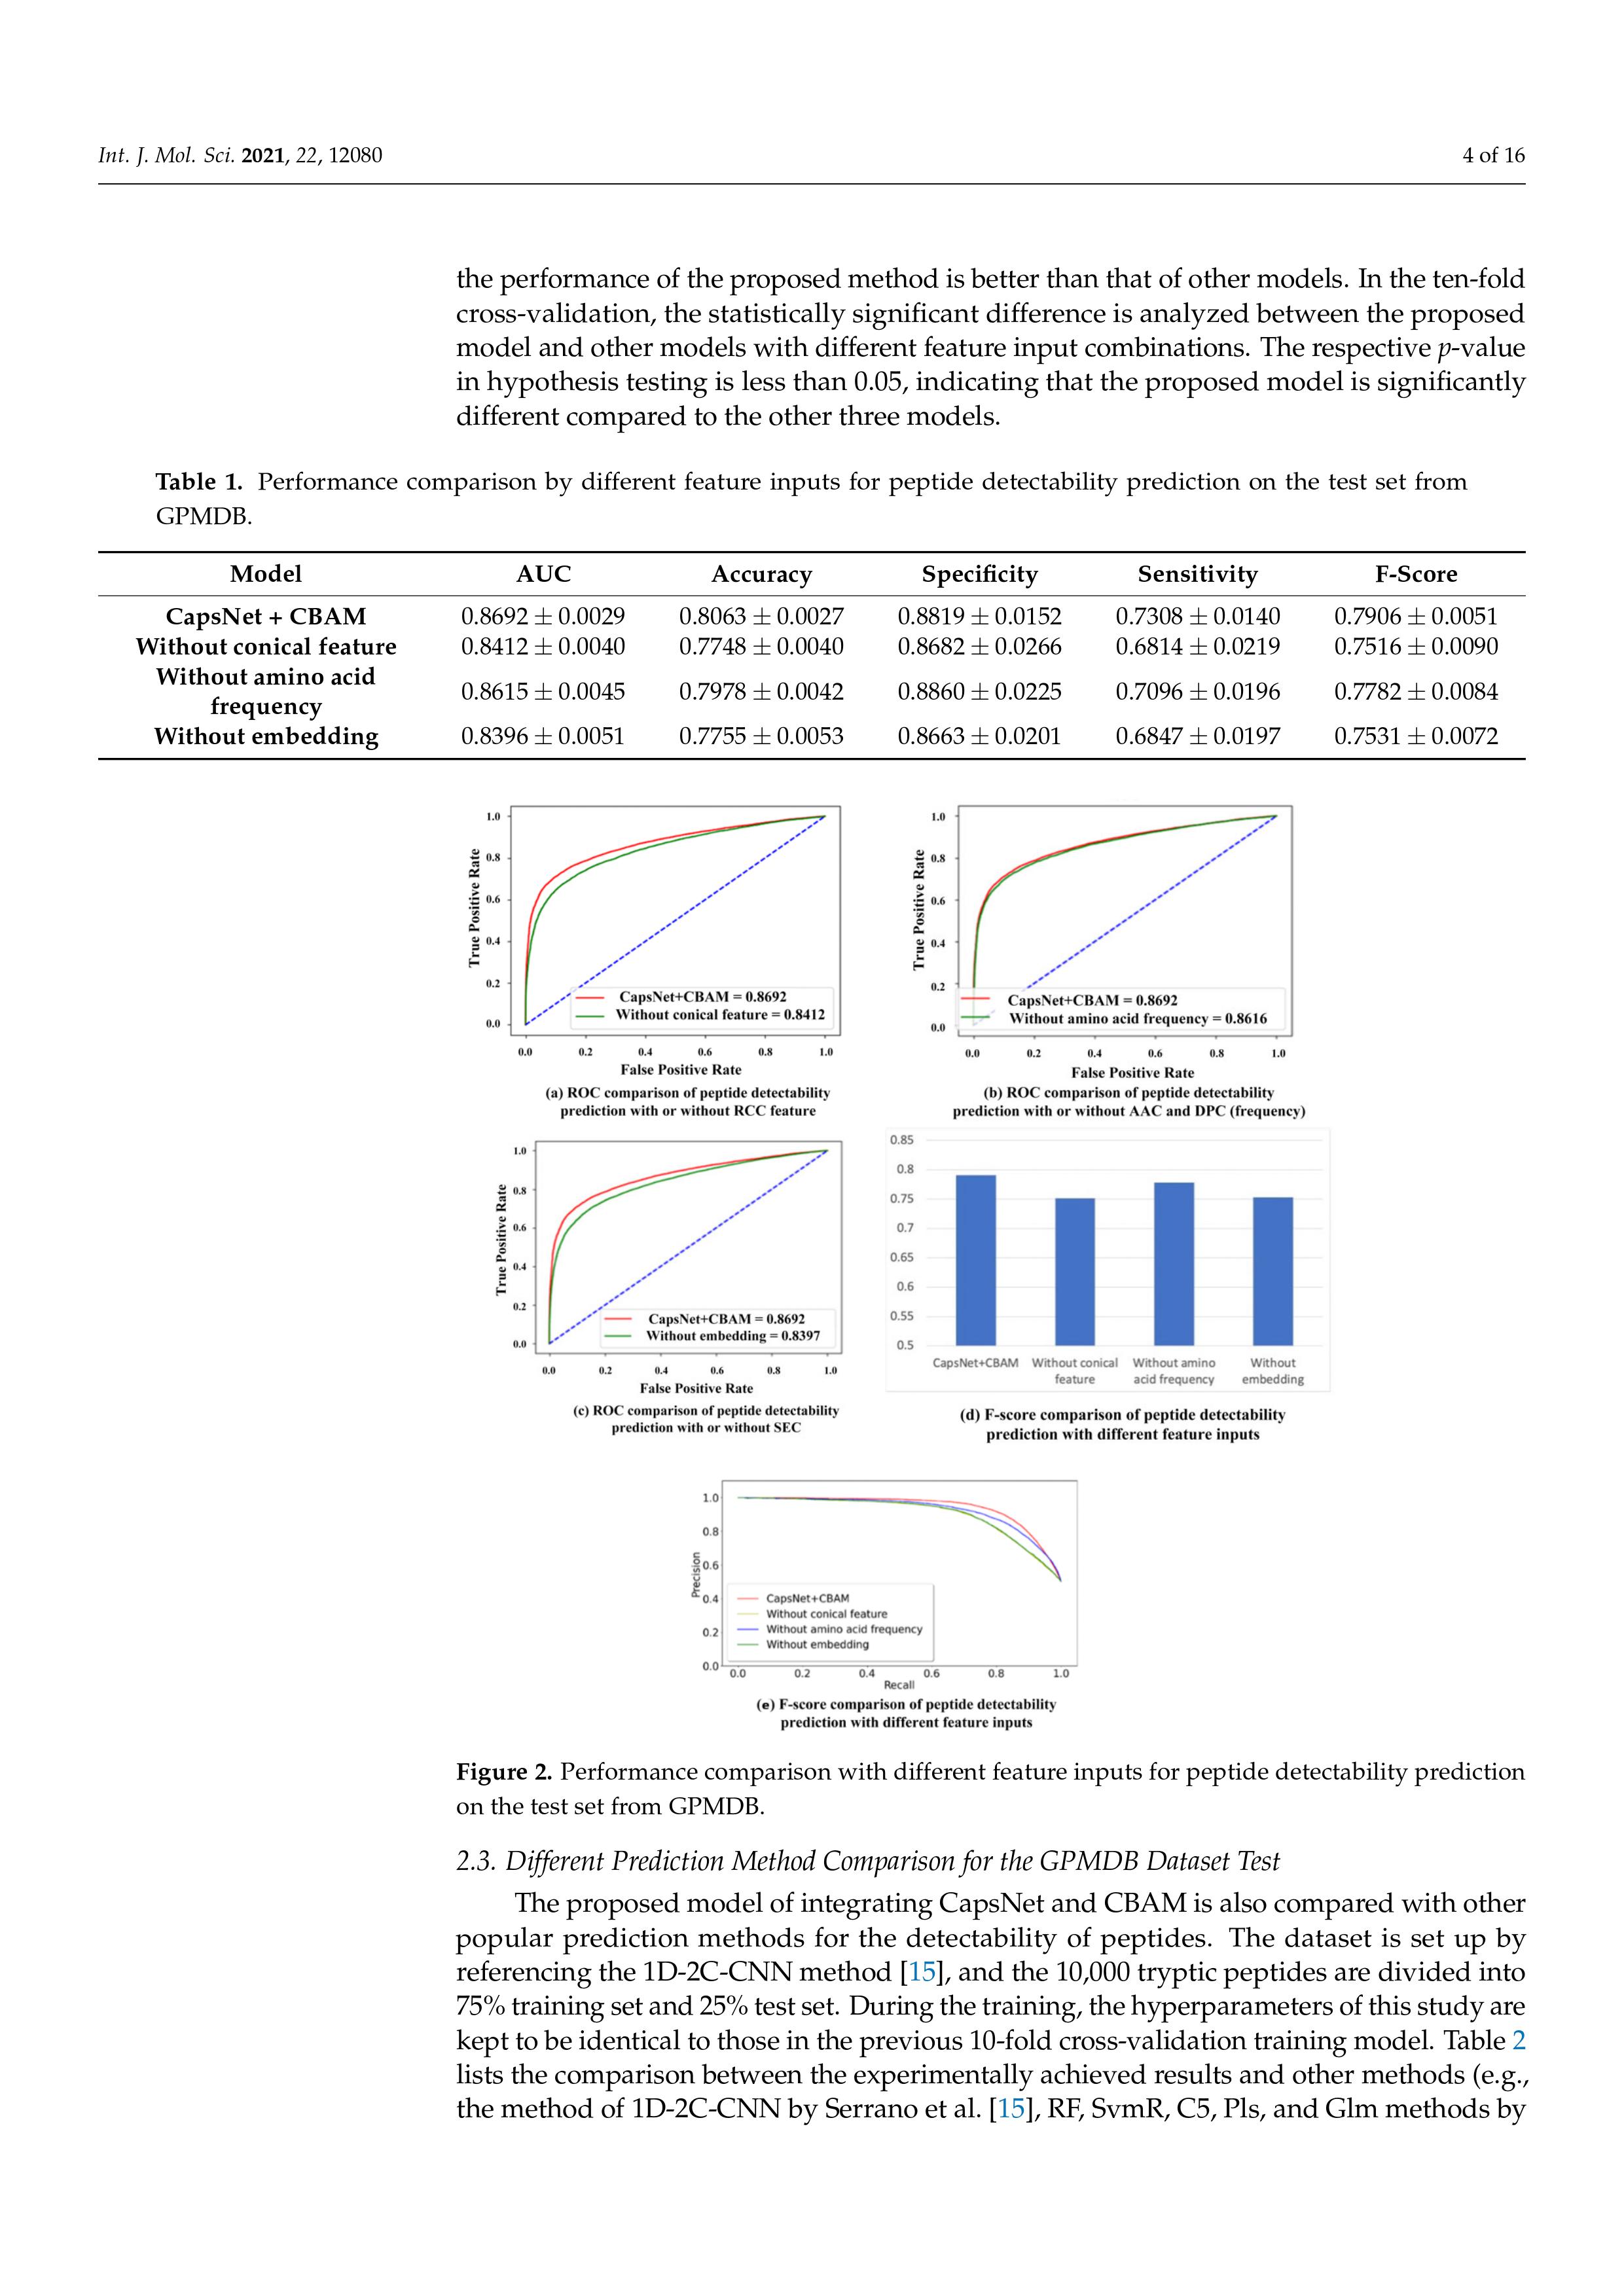 Int. J. Mol. Sci. 2021, 22, 12080
4 of 16
the performance of the proposed method is better than that of other models. In the ten-fold
cross-validation, the statistically significant difference is analyzed between the proposed
model and other models with different feature input combinations. The respective p-value
in hypothesis testing is less than 0.05, indicating that the proposed model is significantly
different compared to the other three models.
Table 1. Performance comparison by different feature inputs for peptide detectability prediction on the test set from
GPMDB.
Model AUC Accuracy Specificity Sensitivity F-Score
CapsNet + CBAM 0.8692 ± 0.0029 0.8063 ± 0.0027 0.8819 ± 0.0152 0.7308 ± 0.0140 0.7906 ± 0.0051
Without conical feature 0.8412 ± 0.0040 0.7748 ± 0.0040 0.8682 ± 0.0266 0.6814 ± 0.0219 0.7516 ± 0.0090
Without amino acid
frequency 0.8615 ± 0.0045 0.7978 ± 0.0042 0.8860 ± 0.0225 0.7096 ± 0.0196 0.7782 ± 0.0084
Without embedding 0.8396 ± 0.0051 0.7755 ± 0.0053 0.8663 ± 0.0201 0.6847 ± 0.0197 0.7531 ± 0.0072
True Positive Rate
1.0
0.8
0.6
0.4
0.2
0.0
CapsNet+CBAM = 0.8692
Without conical feature = 0.8412
0.0 0.2 0.4 0.6 0.8 1.0
False Positive Rate
(a) ROC comparison of peptide detectability
prediction with or without RCC feature
True Positive Rate
1.0
0.8
0.6
0.4
0.2
0.0
CapsNet+CBAM = 0.8692
Without amino acid frequency = 0.8616
0.0 0.2 0.4 0.6 0.8 1.0
False Positive Rate
(b) ROC comparison of peptide detectability
prediction with or without AAC and DPC (frequency)
True Positive Rate
1.0
0.8
0.6
0.4
0.2
0.0
CapsNet+CBAM = 0.8692
Without embedding = 0.8397
0.0 0.2 0.4 0.6 0.8 1.0
False Positive Rate
(c) ROC comparison of peptide detectability
prediction with or without SEC
0.85
0.8
0.75
0.7
0.65
0.6
0.55
0.5
CapsNet+CBAM Without conical Without amino Without
feature acid frequency embedding
(d) F-score comparison of peptide detectability
prediction with different feature inputs
Precision
1.0
0.8
0.6
0.4
0.2
0.0
CapsNet+CBAM
Without conical feature
Without amino acid frequency
Without embedding
0.0 0.2 0.4 0.6 0.8 1.0
Recall
(e) F-score comparison of peptide detectability
prediction with different feature inputs
Figure 2. Performance comparison with different feature inputs for peptide detectability prediction
on the test set from GPMDB.
2.3. Different Prediction Method Comparison for the GPMDB Dataset Test
The proposed model of integrating CapsNet and CBAM is also compared with other
popular prediction methods for the detectability of peptides. The dataset is set up by
referencing the 1D-2C-CNN method [15], and the 10,000 tryptic peptides are divided into
75% training set and 25% test set. During the training, the hyperparameters of this study are
kept to be identical to those in the previous 10-fold cross-validation training model. Table 2
lists the comparison between the experimentally achieved results and other methods (e.g.,
the method of 1D-2C-CNN by Serrano et al. [15], RF, SvmR, C5, Pls, and Glm methods by